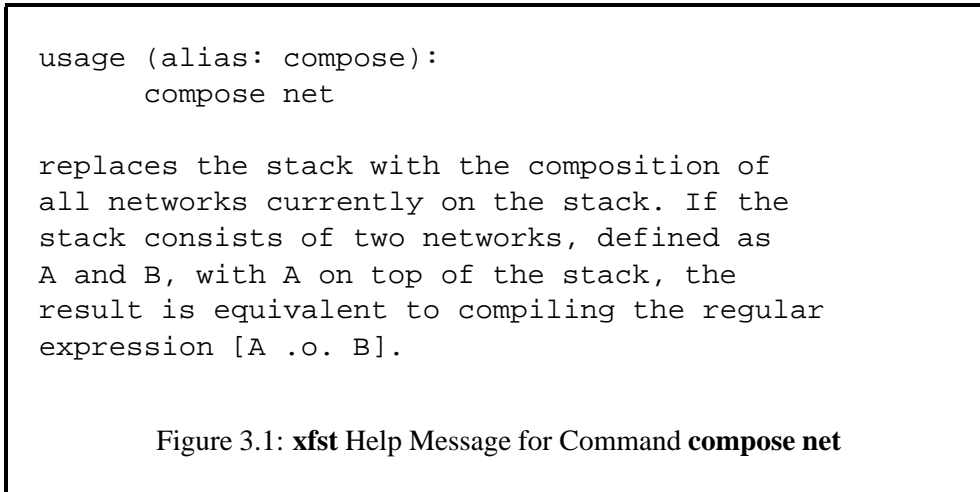 usage (alias: compose):
compose net
replaces the stack with the composition of
all networks currently on the stack. If the
stack consists of two networks, defined as
A and B, with A on top of the stack, the
result is equivalent to compiling the regular
expression [A .o. B].
Figure 3.1: xfst Help Message for Command compose net